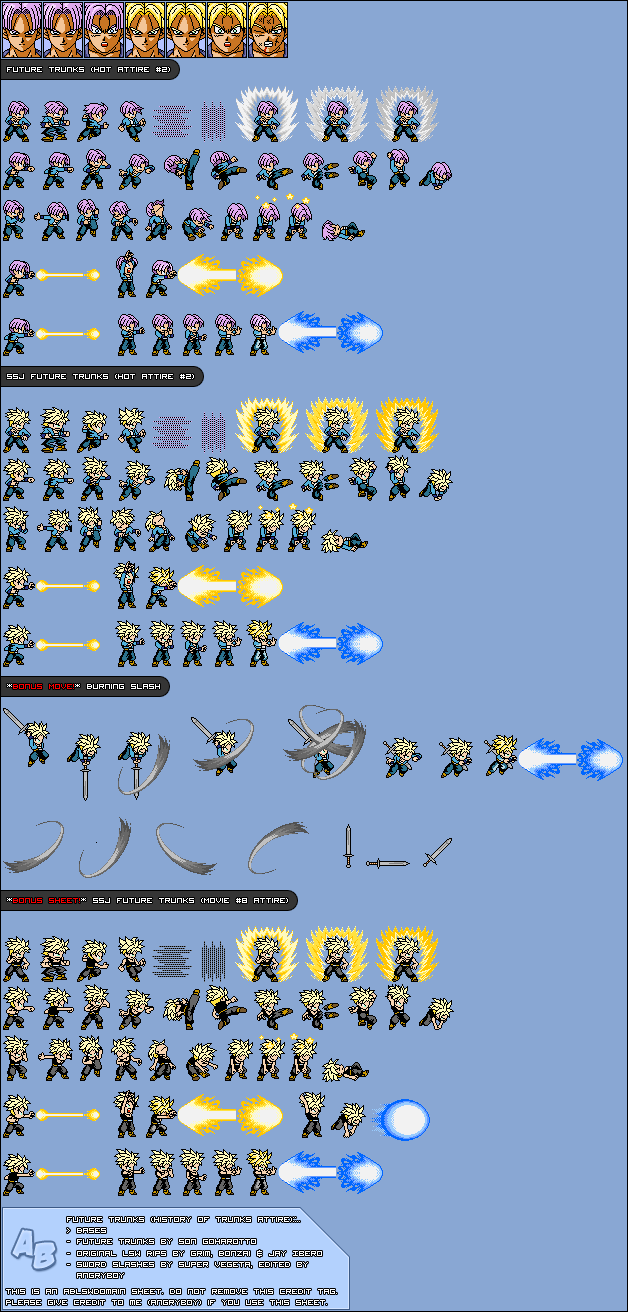 FUTURE TRUNKS (HOT ATTIRE #2)
SSJ FUTURE TRUNKS (HOT ATTIRE #2)
*BONUS MOVE* BURNING SLASH
*BONUS SHEET* SSJ FUTURE TRUNKS (MOVIE #8 ATTIRE)
AB
FUTURE TRUNKS (HISTORY OF TRUNKS ATTIRE)...
> BASES
- FUTURE TRUNKS BY SON GOHAROTTO
- ORIGINAL LSW RIPS BY GRIM, BONZAI & JAY IBERO
- SWORD SLASHES BY SUPER VEGETA, EDITED BY
ANGRYBOY
THIS IS AN ABLSWDOMAIN SHEET. DO NOT REMOVE THIS CREDIT TAG.
PLEASE GIVE CREDIT TO ME (ANGRYBOY) IF YOU USE THIS SHEET.